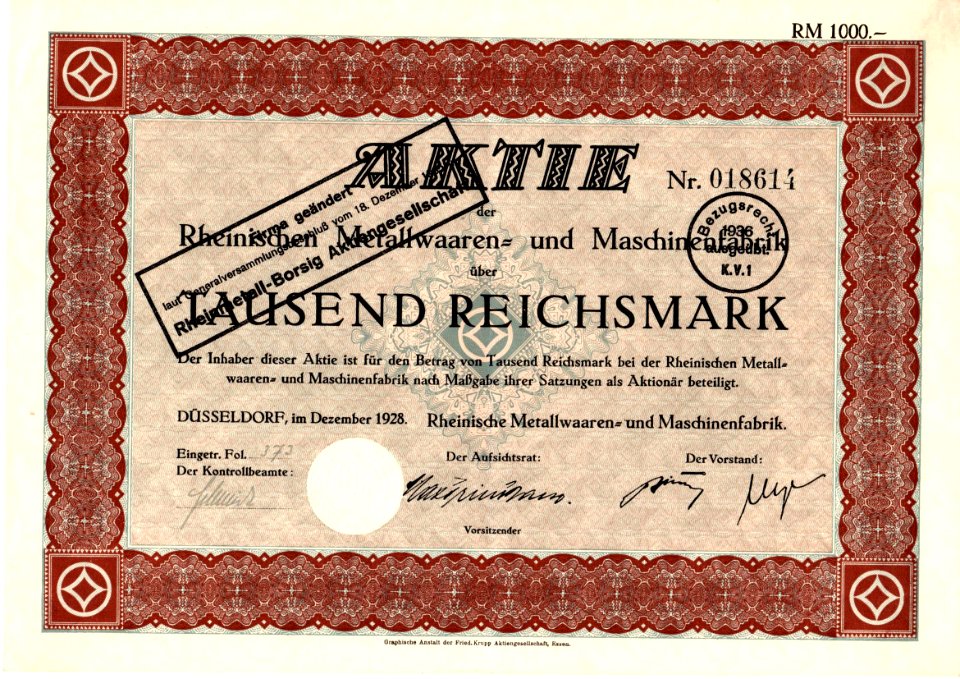 RM 1000.–
AKTIE
Nr. 018614
der
Rheinischen Metallwaaren- und Maschinenfabrik
über
TAUSEND REICHSMARK
Firma geändert
laut Generalversammlungsbeschluß vom 18. Dezember
Rheinmetall-Borsig Aktiengesellschaft
Bezugsrecht
1936
ausgeübt.
K.V.1
Der Inhaber dieser Aktie ist für den Betrag von Tausend Reichsmark bei der Rheinischen Metall-
waaren- und Maschinenfabrik nach Maßgabe ihrer Satzungen als Aktionär beteiligt.
DÜSSELDORF, im Dezember 1928. Rheinische Metallwaaren- und Maschinenfabrik.
Eingetr. Fol. 373
Der Kontrollbeamte:
Der Aufsichtsrat:
Der Vorstand:
Vorsitzender
Graphische Anstalt der Fried. Krupp Aktiengesellschaft, Essen.